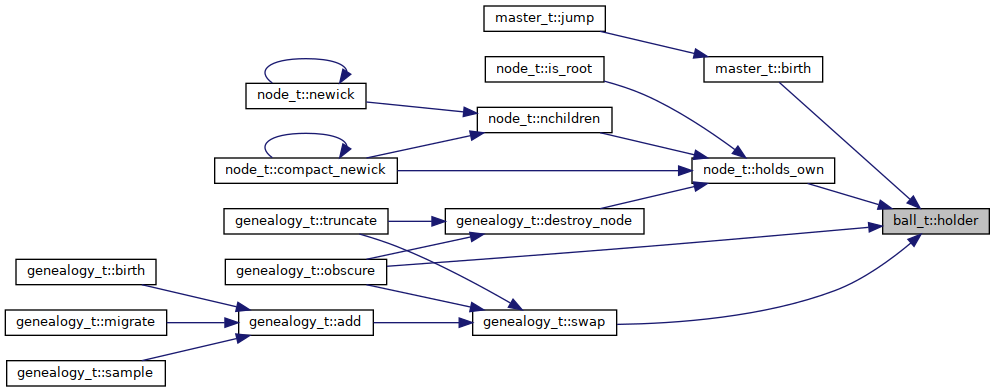 master_t::jump
master_t::birth
node_t::is_root
node_t::newick
node_t::nchildren
node_t::compact_newick
node_t::holds_own
genealogy_t::truncate
genealogy_t::destroy_node
ball_t::holder
genealogy_t::birth
genealogy_t::obscure
genealogy_t::migrate
genealogy_t::add
genealogy_t::swap
genealogy_t::sample